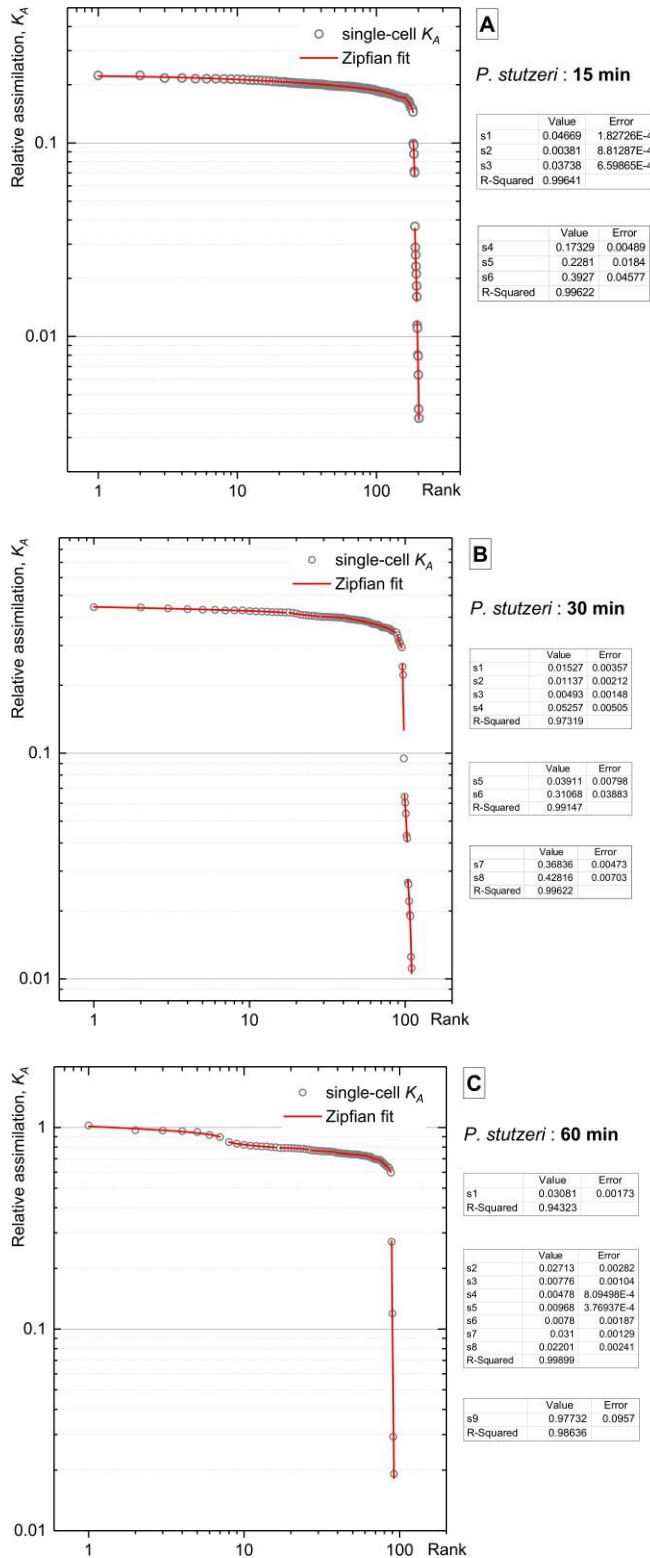 Relative assimilation, K_A
single-cell K_A
Zipfian fit
0.1
0.01
1
10
100
Rank
A
P. stutzeri : 15 min
Value Error
s1 0.04669 1.82726E-4
s2 0.00381 8.81287E-4
s3 0.03738 6.59865E-4
R-Squared 0.99641
Value Error
s4 0.17329 0.00489
s5 0.2281 0.0184
s6 0.3927 0.04577
R-Squared 0.99622
Relative assimilation, K_A
single-cell K_A
Zipfian fit
0.1
0.01
1
10
100
Rank
B
P. stutzeri : 30 min
Value Error
s1 0.01527 0.00357
s2 0.01137 0.00212
s3 0.00493 0.00148
s4 0.05257 0.00505
R-Squared 0.97319
Value Error
s5 0.03911 0.00798
s6 0.31068 0.03883
R-Squared 0.99147
Value Error
s7 0.36836 0.00473
s8 0.42816 0.00703
R-Squared 0.99622
Relative assimilation, K_A
single-cell K_A
Zipfian fit
1
0.1
0.01
1
10
100
Rank
C
P. stutzeri : 60 min
Value Error
s1 0.03081 0.00173
R-Squared 0.94323
Value Error
s2 0.02713 0.00282
s3 0.00776 0.00104
s4 0.00478 8.09498E-4
s5 0.00968 3.76937E-4
s6 0.0078 0.00187
s7 0.031 0.00129
s8 0.02201 0.00241
R-Squared 0.99899
Value Error
s9 0.97732 0.0957
R-Squared 0.98636